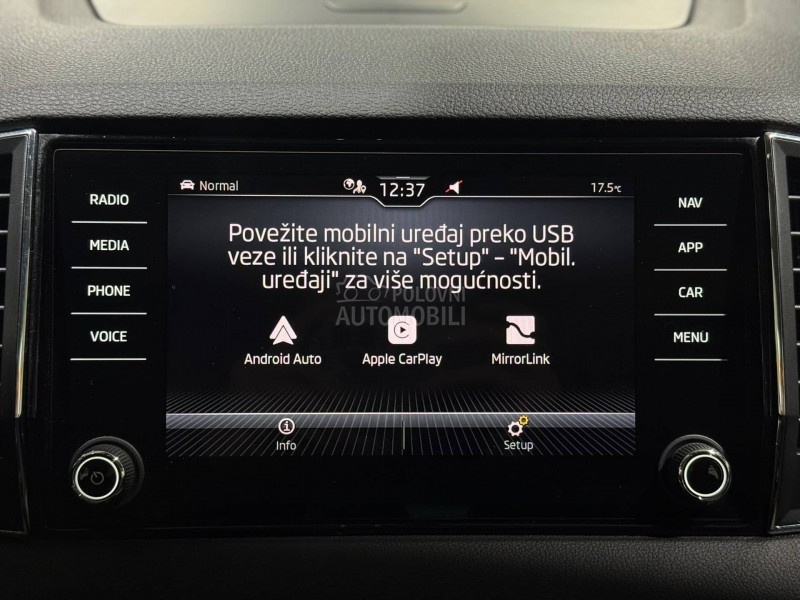 Normal
12:37
17.5°C
RADIO
MEDIA
PHONE
VOICE
NAV
APP
CAR
MENU
Povežite mobilni uređaj preko USB
veze ili kliknite na "Setup" – "Mobil.
uređaji" za više mogućnosti.
POLOVNI
AUTOMOBILI
Android Auto
Apple CarPlay
MirrorLink
Info
Setup